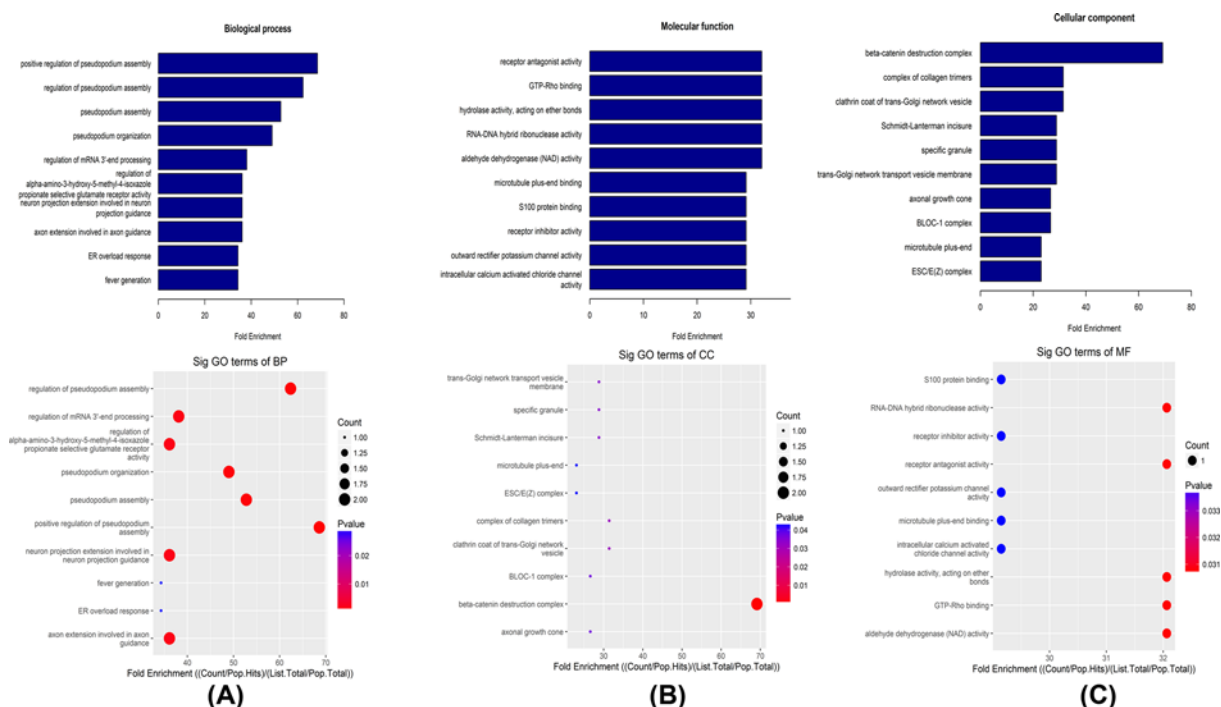 Biological process
positive regulation of pseudopodium assembly
regulation of pseudopodium assembly
pseudopodium assembly
pseudopodium organization
regulation of mRNA 3'-end processing
regulation of
alpha-amino-3-hydroxy-5-methyl-4-isoxazole
propionate selective glutamate receptor activity
neuron projection extension involved in neuron
projection guidance
axon extension involved in axon guidance
ER overload response
fever generation
0 20 40 60 80
Fold Enrichment
Molecular function
receptor antagonist activity
GTP-Rho binding
hydrolase activity, acting on ether bonds
RNA-DNA hybrid ribonuclease activity
aldehyde dehydrogenase (NAD) activity
microtubule plus-end binding
S100 protein binding
receptor inhibitor activity
outward rectifier potassium channel activity
intracellular calcium activated chloride channel
activity
0 10 20 30
Fold Enrichment
Cellular component
beta-catenin destruction complex
complex of collagen trimers
clathrin coat of trans-Golgi network vesicle
Schmidt-Lanterman incisure
specific granule
trans-Golgi network transport vesicle membrane
axonal growth cone
BLOC-1 complex
microtubule plus-end
ESC/E(Z) complex
0 20 40 60 80
Fold Enrichment
Sig GO terms of BP
regulation of pseudopodium assembly
regulation of mRNA 3'-end processing
regulation of
alpha-amino-3-hydroxy-5-methyl-4-isoxazole
propionate selective glutamate receptor
activity
pseudopodium organization
pseudopodium assembly
positive regulation of pseudopodium
assembly
neuron projection extension involved in
neuron projection guidance
fever generation
ER overload response
axon extension involved in axon
guidance
40 50 60 70
Fold Enrichment ((Count/Pop.Hits)/(List.Total/Pop.Total))
Count
1.00
1.25
1.50
1.75
2.00
Pvalue
0.02
0.01
(A)
Sig GO terms of CC
trans-Golgi network transport vesicle
membrane
specific granule
Schmidt-Lanterman incisure
microtubule plus-end
ESC/E(Z) complex
complex of collagen trimers
clathrin coat of trans-Golgi network
vesicle
BLOC-1 complex
beta-catenin destruction complex
axonal growth cone
30 40 50 60 70
Fold Enrichment ((Count/Pop.Hits)/(List.Total/Pop.Total))
Count
1.00
1.25
1.50
1.75
2.00
Pvalue
0.04
0.03
0.02
0.01
(B)
Sig GO terms of MF
S100 protein binding
RNA-DNA hybrid ribonuclease activity
receptor inhibitor activity
receptor antagonist activity
outward rectifier potassium channel
activity
microtubule plus-end binding
intracellular calcium activated
chloride channel activity
hydrolase activity, acting on ether
bonds
GTP-Rho binding
aldehyde dehydrogenase (NAD) activity
30 31 32
Fold Enrichment ((Count/Pop.Hits)/(List.Total/Pop.Total))
Count
1
Pvalue
0.033
0.032
0.031
(C)